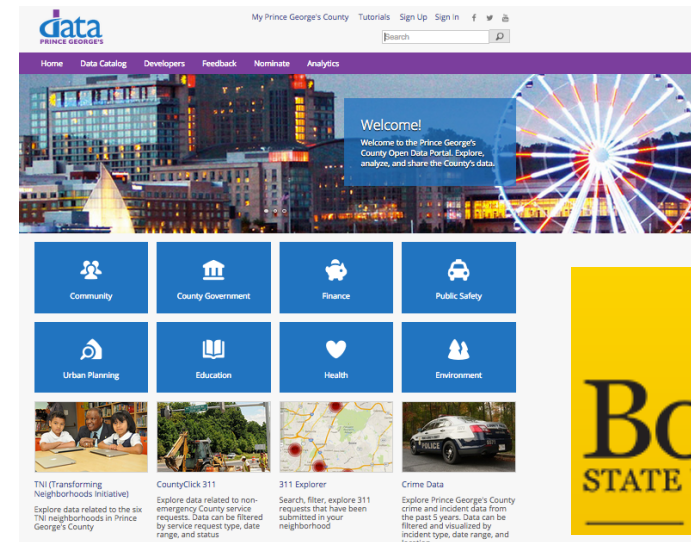 data
PRINCE GEORGE'S
My Prince George's County Tutorials Sign Up Sign In
Search
Home Data Catalog Developers Feedback Nominate Analytics
Welcome!
Welcome to the Prince George's
County Open Data Portal. Explore,
analyze, and share the County's data.
Community
County Government
Finance
Public Safety
Urban Planning
Education
Health
Environment
TNI (Transforming
Neighborhoods Initiative)
Explore data related to the six
TNI neighborhoods in Prince
George's County
CountyClick 311
Explore data related to non-
emergency County service
requests. Data can be filtered
by service request type, date
range, and status
311 Explorer
Search, filter, explore 311
requests that have been
submitted in your
neighborhood
POLICE
Crime Data
Explore Prince George's County
crime and incident data from
the past 5 years. Data can be
filtered and visualized by
incident type, date range, and
Bo
STATE